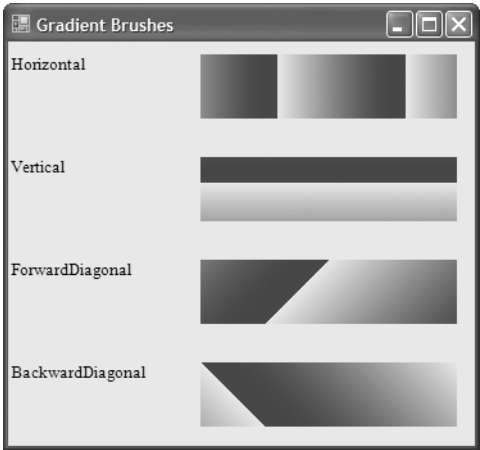 Gradient Brushes
Horizontal
Vertical
ForwardDiagonal
BackwardDiagonal